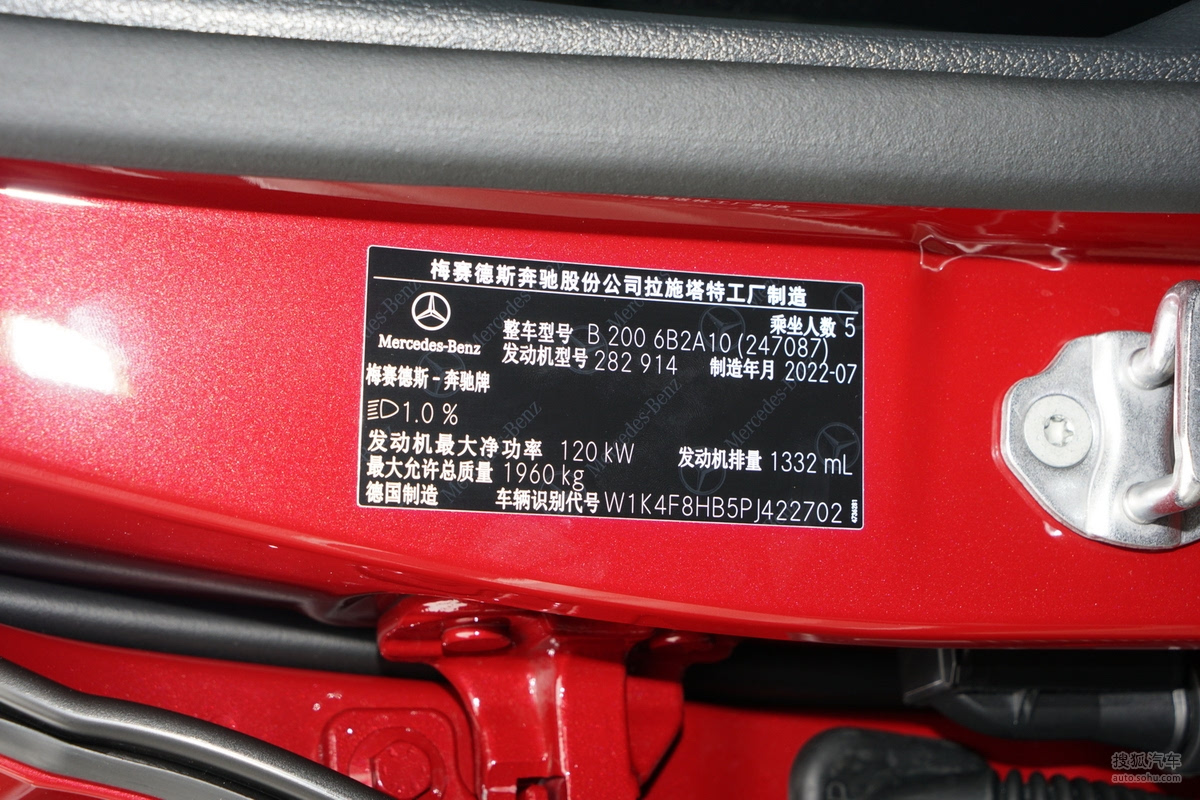 梅赛德斯奔驰股份公司拉施塔特工厂制造
乘坐人数 5
Mercedes-Benz
整车型号 B 200 6B2A10 (247087)
发动机型号 282 914 制造年月 2022-07
梅赛德斯－奔驰牌
1.0 %
发动机最大净功率 120 kW 发动机排量 1332 mL
最大允许总质量 1960 kg
德国制造 车辆识别代号 W1K4F8HB5PJ422702
搜狐汽车
auto.sohu.com